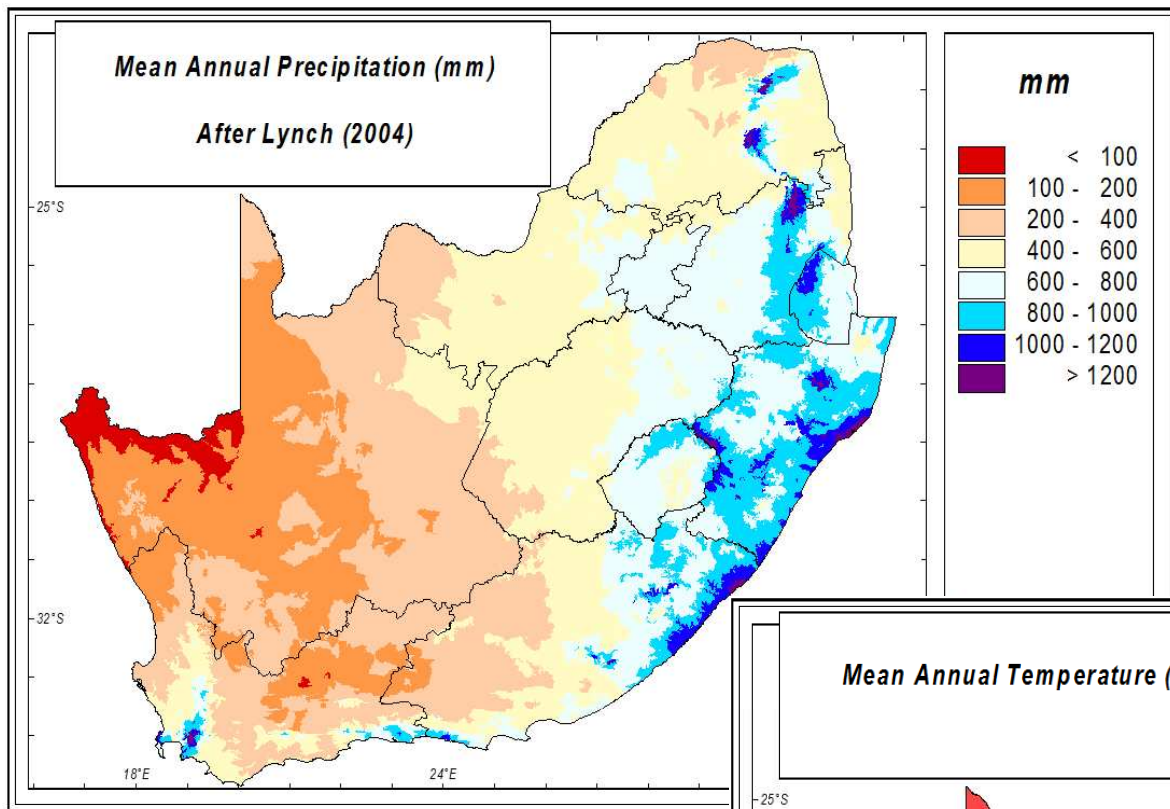 Mean Annual Precipitation (mm)
After Lynch (2004)
mm
< 100
100 - 200
200 - 400
400 - 600
600 - 800
800 - 1000
1000 - 1200
> 1200
25°S
32°S
18°E
24°E
Mean Annual Temperature (
25°S